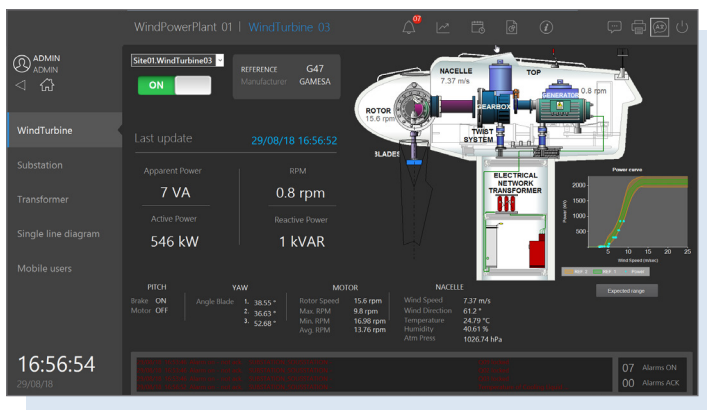 WindPowerPlant 01 | WindTurbine 03
07
ADMIN
ADMIN
Site01.WindTurbine03
ON
REFERENCE G47
Manufacturer GAMESA
WindTurbine
Substation
Transformer
Single line diagram
Mobile users
Last update 29/08/18 16:56:52
Apparent Power RPM
7 VA 0.8 rpm
Active Power Reactive Power
546 kW 1 kVAR
NACELLE
7.37 m/s
TOP
ROTOR
15.6 rpm
GEARBOX
GENERATOR
0.8 rpm
TWIST
SYSTEM
BLADES
ELECTRICAL
NETWORK
TRANSFORMER
Power curve
Power (kW)
2000
1500
1000
500
5 10 15 20 25
Wind Speed (m/sec)
Power
Expected range
PITCH
Brake ON
Motor OFF
YAW
Angle Blade 1. 38.55 °
2. 36.63 °
3. 52.68 °
MOTOR
Rotor Speed 15.6 rpm
Max. RPM 9.8 rpm
Min. RPM 16.98 rpm
Avg. RPM 13.76 rpm
NACELLE
Wind Speed 7.37 m/s
Wind Direction 61.2 °
Temperature 24.79 °C
Humidity 40.61 %
Atm Press 1026.74 hPa
16:56:54
29/08/18
07 Alarms ON
00 Alarms ACK